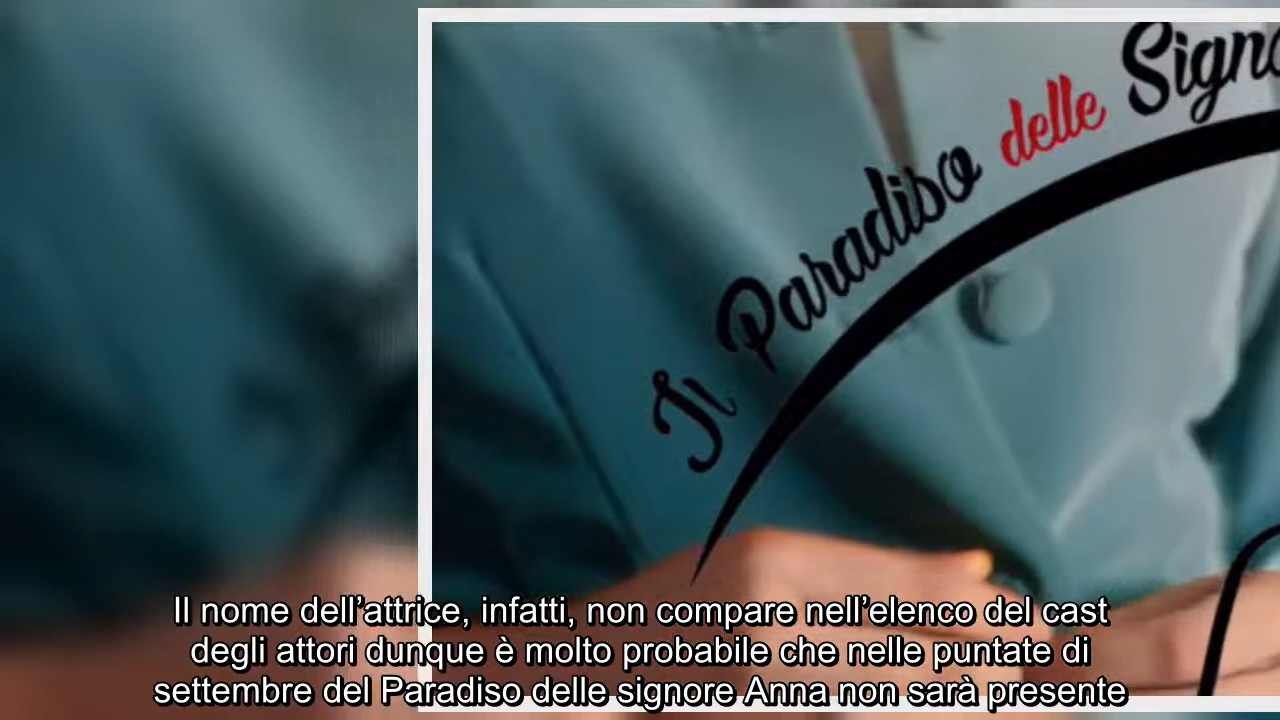 Il Paradiso delle
Il nome dell’attrice, infatti, non compare nell’elenco del cast
degli attori dunque è molto probabile che nelle puntate di
settembre del Paradiso delle signore Anna non sarà presente